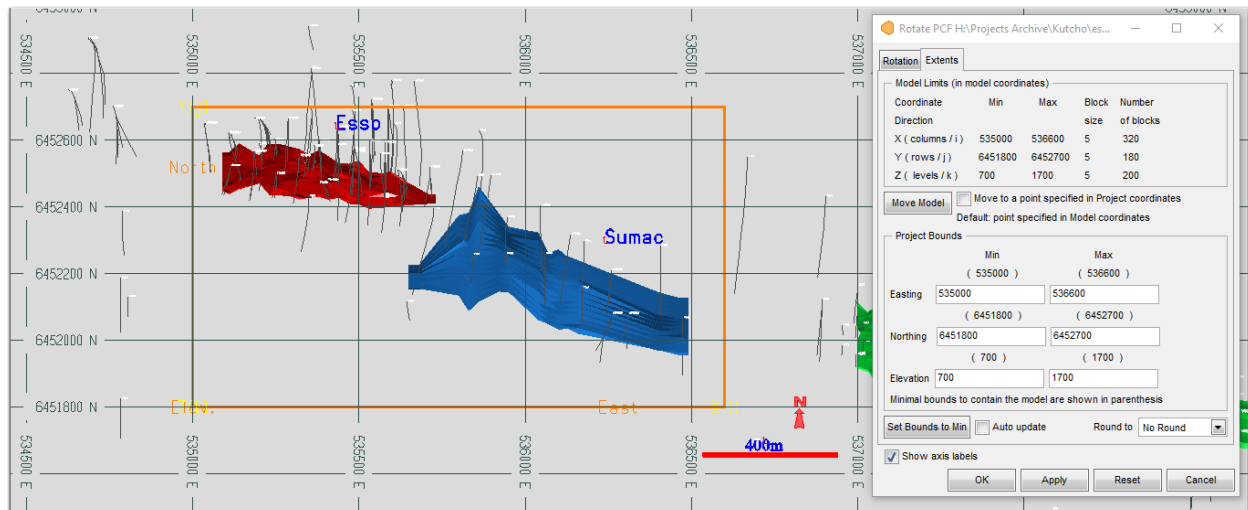 534500 E
535000 E
535500 E
536000 E
536500 E
537000 E
6452600 N
6452400 N
6452200 N
6452000 N
6451800 N
Esso
Sumac
North
Elev.
East
N
400m
534500 E
535000 E
535500 E
536000 E
536500 E
537000 E
Rotate PCF H:\Projects Archive\Kutcho\es...
Rotation Extents
Model Limits (in model coordinates)
Coordinate Min Max Block Number
Direction size of blocks
X ( columns / i ) 535000 536600 5 320
Y ( rows / j ) 6451800 6452700 5 180
Z ( levels / k ) 700 1700 5 200
Move Model Move to a point specified in Project coordinates
Default: point specified in Model coordinates
Project Bounds
Min Max
( 535000 ) ( 536600 )
Easting 535000 536600
( 6451800 ) ( 6452700 )
Northing 6451800 6452700
( 700 ) ( 1700 )
Elevation 700 1700
Minimal bounds to contain the model are shown in parenthesis
Set Bounds to Min Auto update Round to No Round
Show axis labels
OK Apply Reset Cancel